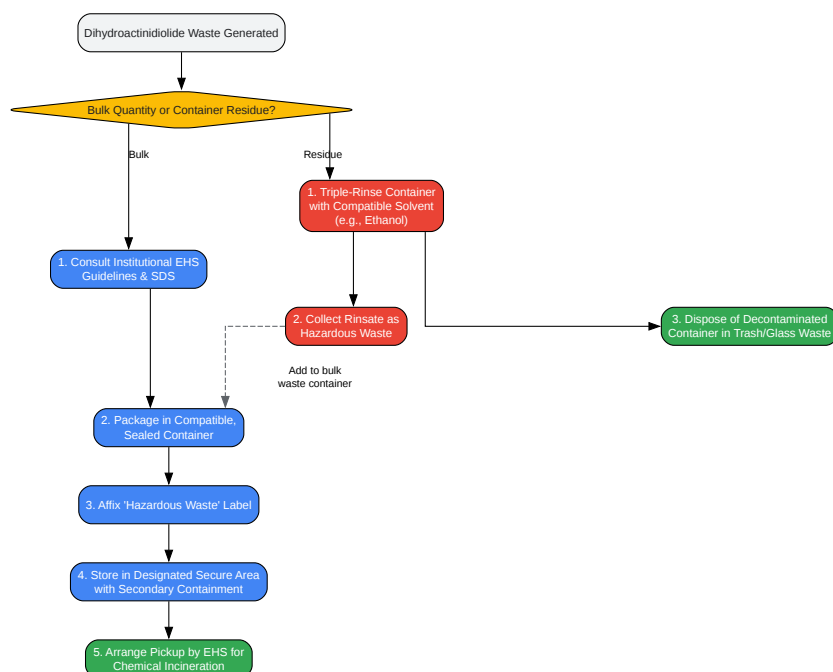 Dihydroactinidiolide Waste Generated
Bulk Quantity or Container Residue?
Bulk
Residue
1. Triple-Rinse Container
with Compatible Solvent
(e.g., Ethanol)
1. Consult Institutional EHS
Guidelines & SDS
2. Collect Rinsate as
Hazardous Waste
3. Dispose of Decontaminated
Container in Trash/Glass Waste
Add to bulk
waste container
2. Package in Compatible,
Sealed Container
3. Affix 'Hazardous Waste' Label
4. Store in Designated Secure Area
with Secondary Containment
5. Arrange Pickup by EHS for
Chemical Incineration